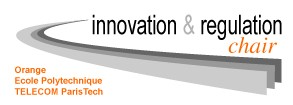 innovation & regulation
chair
Orange
Ecole Polytechnique
TELECOM ParisTech